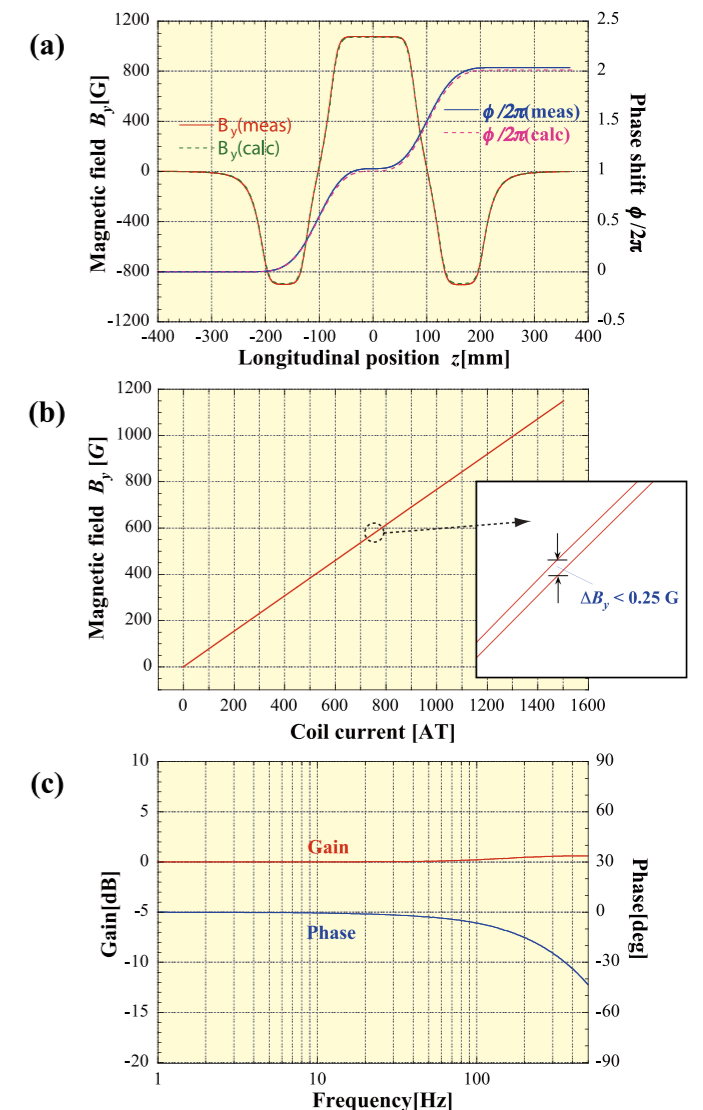 (a)
Magnetic field B_y[G]
1200
800
400
0
-400
-800
-1200
B_y(meas)
B_y(calc)
ϕ/2π(meas)
ϕ/2π(calc)
2.5
2
1.5
1
0.5
0
-0.5
Phase shift ϕ/2π
-400 -300 -200 -100 0 100 200 300 400
Longitudinal position z[mm]
(b)
Magnetic field B_y [G]
1200
1000
800
600
400
200
0
ΔB_y < 0.25 G
0 200 400 600 800 1000 1200 1400 1600
Coil current [AT]
(c)
Gain[dB]
10
5
0
-5
-10
-15
-20
Gain
Phase
90
60
30
0
-30
-60
-90
Phase[deg]
1 10 100
Frequency[Hz]